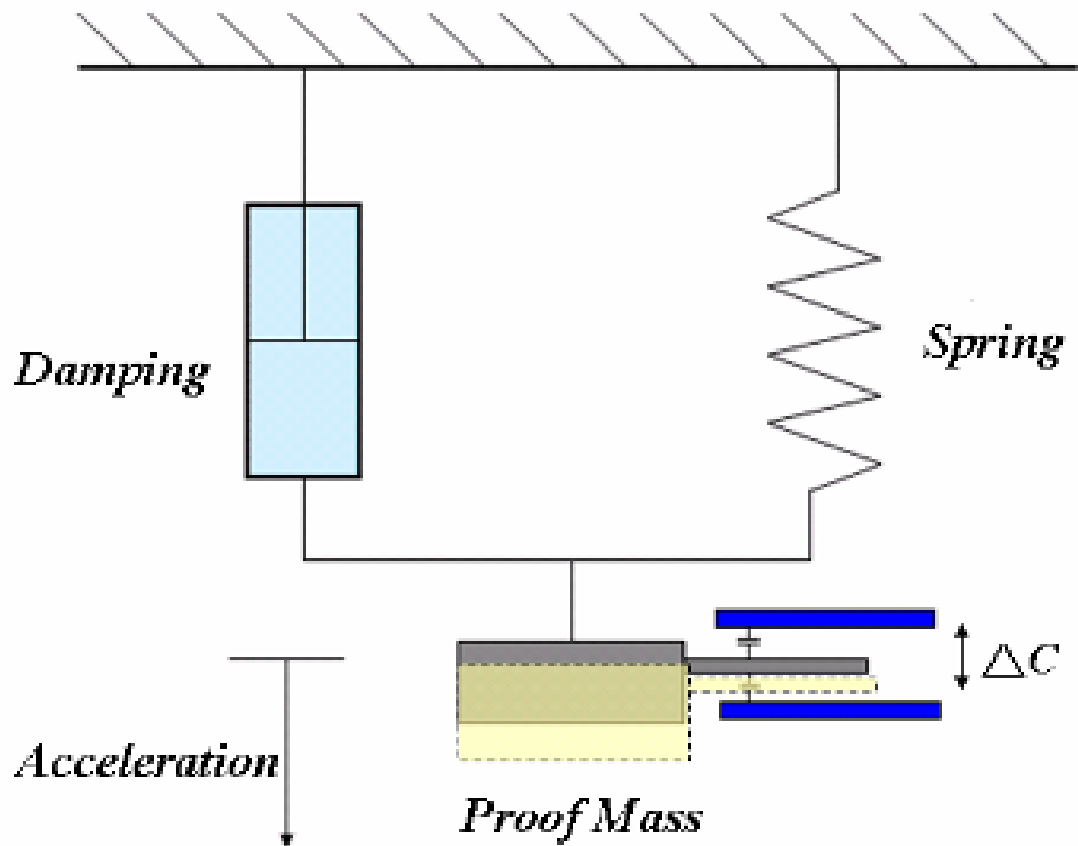 Damping
Spring
△C
Acceleration
Proof Mass